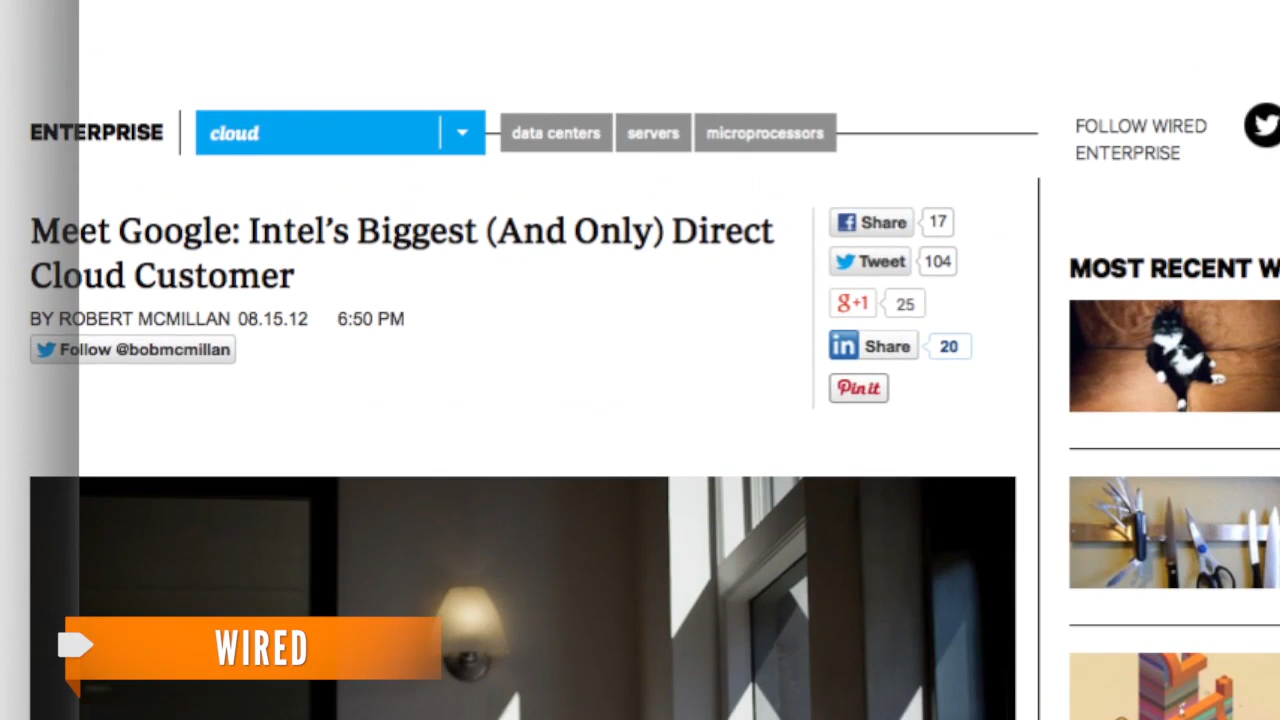 ENTERPRISE
cloud
data centers
servers
microprocessors
FOLLOW WIRED
ENTERPRISE
Meet Google: Intel's Biggest (And Only) Direct
Cloud Customer
BY ROBERT MCMILLAN 08.15.12 6:50 PM
Follow @bobmcmillan
Share 17
Tweet 104
g+1 25
in Share 20
Pin it
MOST RECENT W
WIRED